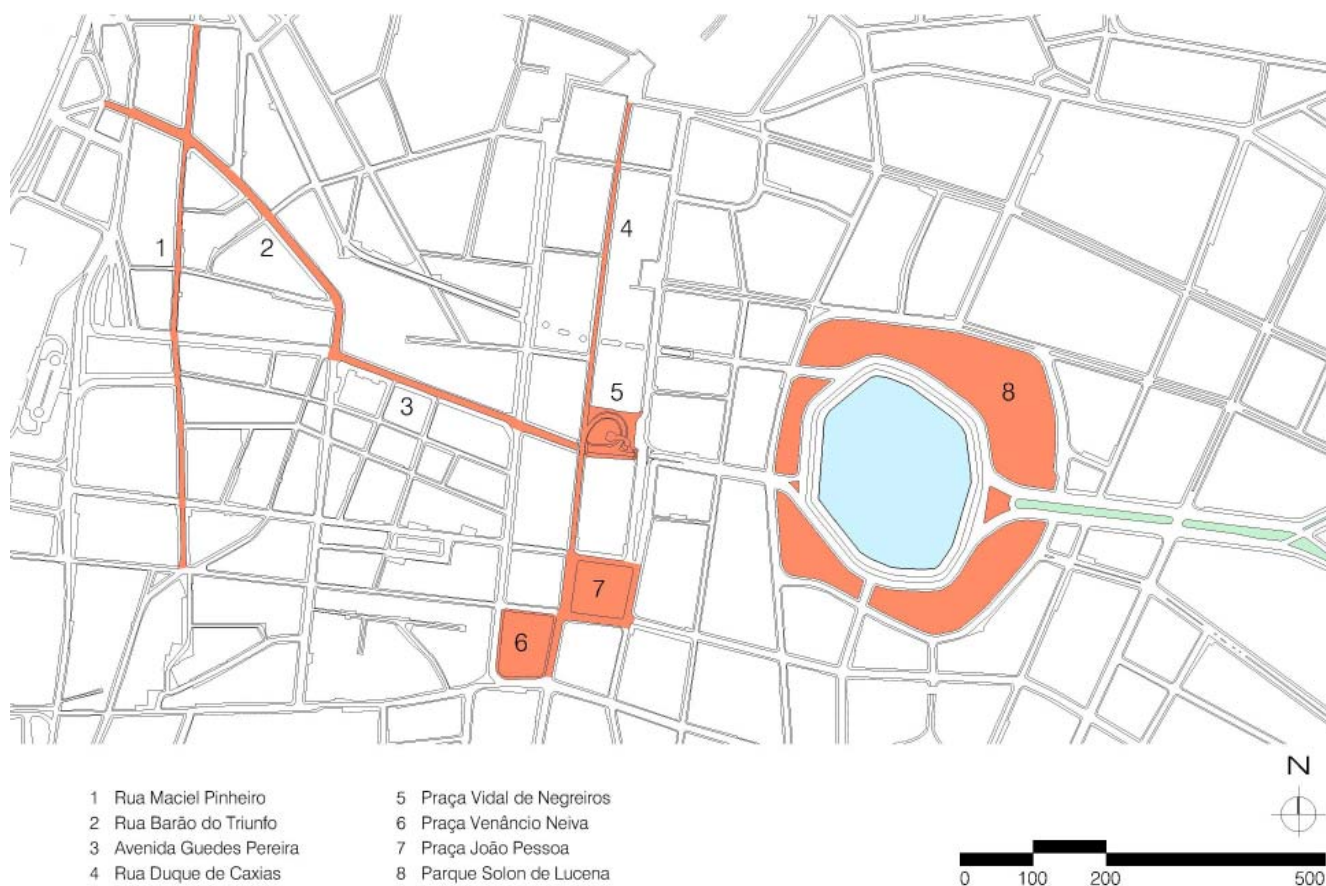 1
2
3
4
5
6
7
8
1 Rua Maciel Pinheiro
2 Rua Barão do Triunfo
3 Avenida Guedes Pereira
4 Rua Duque de Caxias
5 Praça Vidal de Negreiros
6 Praça Venâncio Neiva
7 Praça João Pessoa
8 Parque Solon de Lucena
N
0 100 200 500